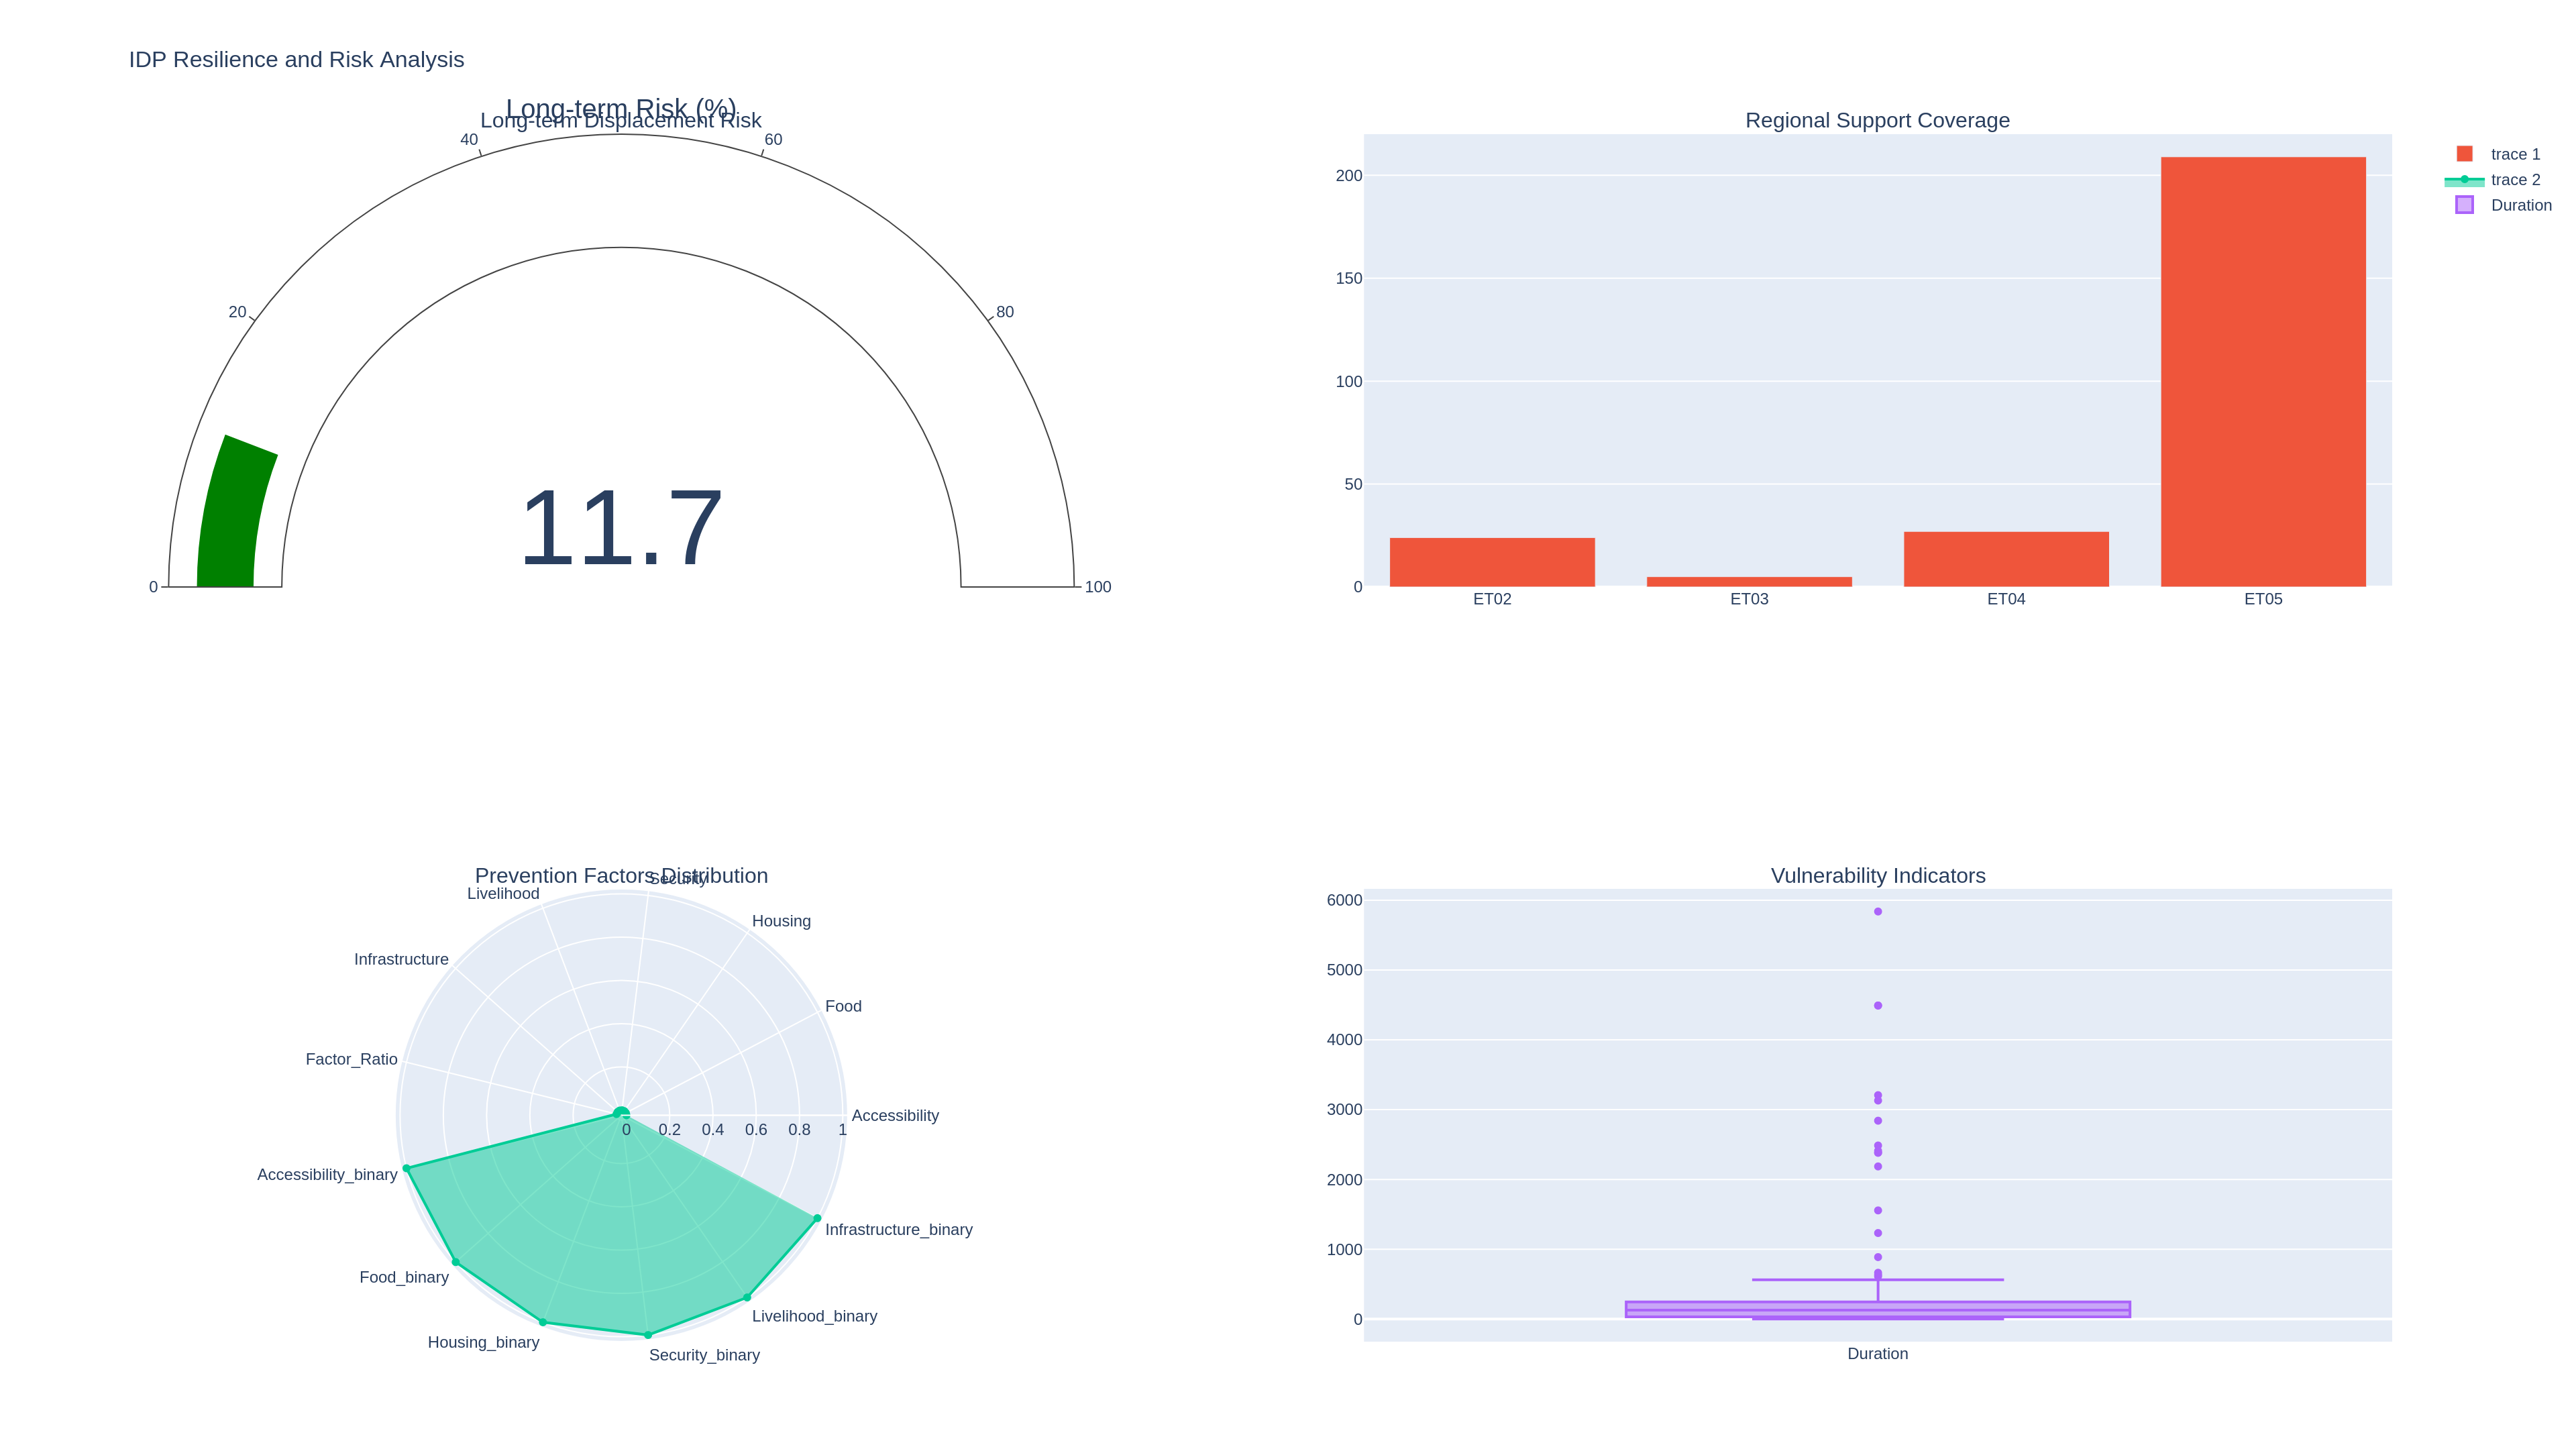 IDP Resilience and Risk Analysis
Long-term Risk (%)
Long-term Displacement Risk
0
20
40
60
80
100
11.7
Regional Support Coverage
200
150
100
50
0
ET02
ET03
ET04
ET05
trace 1
trace 2
Duration
Prevention Factors Distribution
Security
Livelihood
Housing
Infrastructure
Food
Factor_Ratio
Accessibility
0
0.2
0.4
0.6
0.8
1
Accessibility_binary
Infrastructure_binary
Food_binary
Livelihood_binary
Housing_binary
Security_binary
Vulnerability Indicators
6000
5000
4000
3000
2000
1000
0
Duration